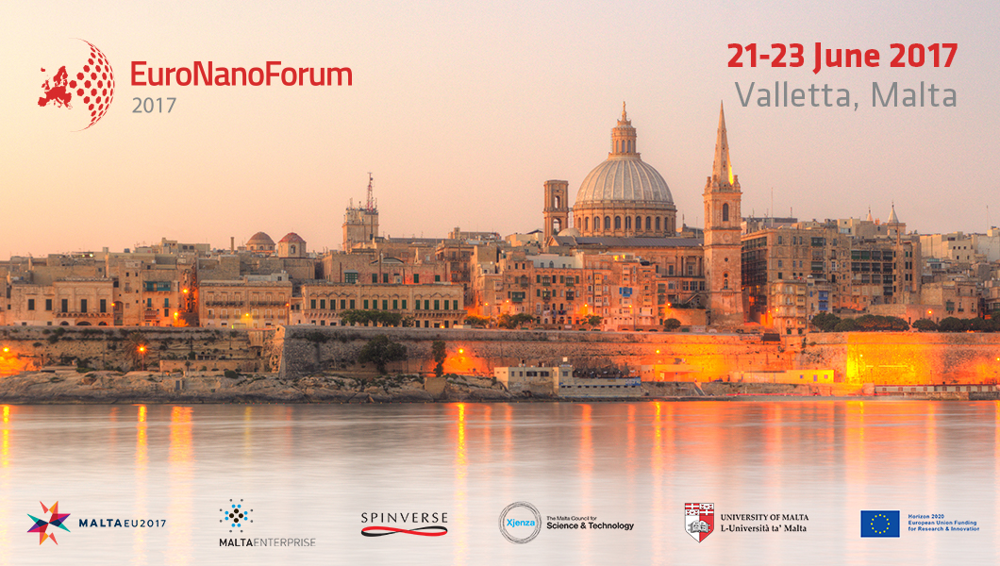 EuroNanoForum
2017
21-23 June 2017
Valletta, Malta
MALTAEU2017
MALTAENTERPRISE
SPINVERSE
Xjenza
The Malta Council for
Science & Technology
UNIVERSITY OF MALTA
L-Università ta' Malta
Horizon 2020
European Union Funding
for Research & Innovation